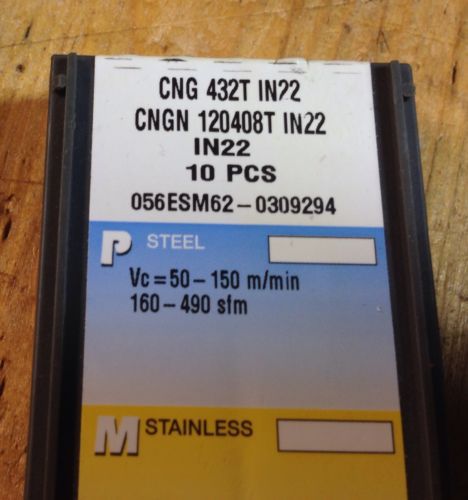 CNG 432T IN22
CNGN 120408T IN22
IN22
10 PCS
056ESM62-0309294
P STEEL
Vc=50-150 m/min
160-490 sfm
M STAINLESS